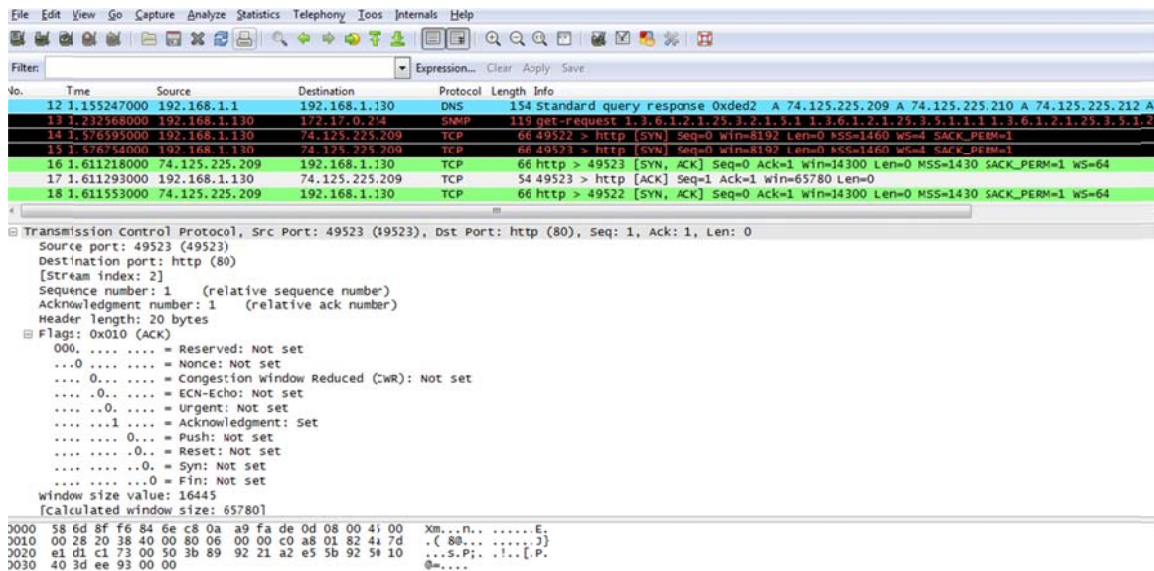 File Edit View Go Capture Analyze Statistics Telephony Toos Internals Help
Filter: Expression... Clear Apply Save
No. Tme Source Destination Protocol Length Info
12 1.155247000 192.168.1.1 192.168.1.130 DNS 154 Standard query response 0xded2 A 74.125.225.209 A 74.125.225.210 A 74.125.225.212 A
13 1.232568000 192.168.1.130 172.17.0.254 SNMP 119 get-request 1.3.6.1.2.1.25.3.2.1.5.1 1.3.6.1.2.1.25.3.5.1.1.1 1.3.6.1.2.1.25.3.5.1.2
14 1.576595000 192.168.1.130 74.125.225.209 TCP 66 49522 > http [SYN] Seq=0 Win=8192 Len=0 MSS=1460 WS=4 SACK_PERM=1
15 1.576754000 192.168.1.130 74.125.225.209 TCP 66 49523 > http [SYN] Seq=0 Win=8192 Len=0 MSS=1460 WS=4 SACK_PERM=1
16 1.611218000 74.125.225.209 192.168.1.130 TCP 66 http > 49523 [SYN, ACK] Seq=0 Ack=1 Win=14300 Len=0 MSS=1430 SACK_PERM=1 WS=64
17 1.611293000 192.168.1.130 74.125.225.209 TCP 54 49523 > http [ACK] Seq=1 Ack=1 Win=65780 Len=0
18 1.611553000 74.125.225.209 192.168.1.130 TCP 66 http > 49522 [SYN, ACK] Seq=0 Ack=1 Win=14300 Len=0 MSS=1430 SACK_PERM=1 WS=64
Transmission Control Protocol, Src Port: 49523 (49523), Dst Port: http (80), Seq: 1, Ack: 1, Len: 0
Source port: 49523 (49523)
Destination port: http (80)
[Stream index: 2]
Sequence number: 1 (relative sequence number)
Acknowledgment number: 1 (relative ack number)
Header length: 20 bytes
Flags: 0x010 (ACK)
000. .... .... = Reserved: Not set
...0 .... .... = Nonce: Not set
.... 0... .... = Congestion Window Reduced (CWR): Not set
.... .0.. .... = ECN-Echo: Not set
.... ..0. .... = Urgent: Not set
.... ...1 .... = Acknowledgment: Set
.... .... 0... = Push: Not set
.... .... .0.. = Reset: Not set
.... .... ..0. = Syn: Not set
.... .... ...0 = Fin: Not set
window size value: 16445
[Calculated window size: 65780]
0000 58 6d 8f f6 84 6e c8 0a a9 fa de 0d 08 00 45 00 Xm...n.. ......E.
0010 00 28 20 38 40 00 80 06 00 00 c0 a8 01 82 4a 7d .( 8@... ......J}
0020 e1 d1 c1 73 00 50 3b 89 92 21 a2 e5 5b 92 50 10 ...s.P;. .!..[.P.
0030 40 3d ee 93 00 00 @=....